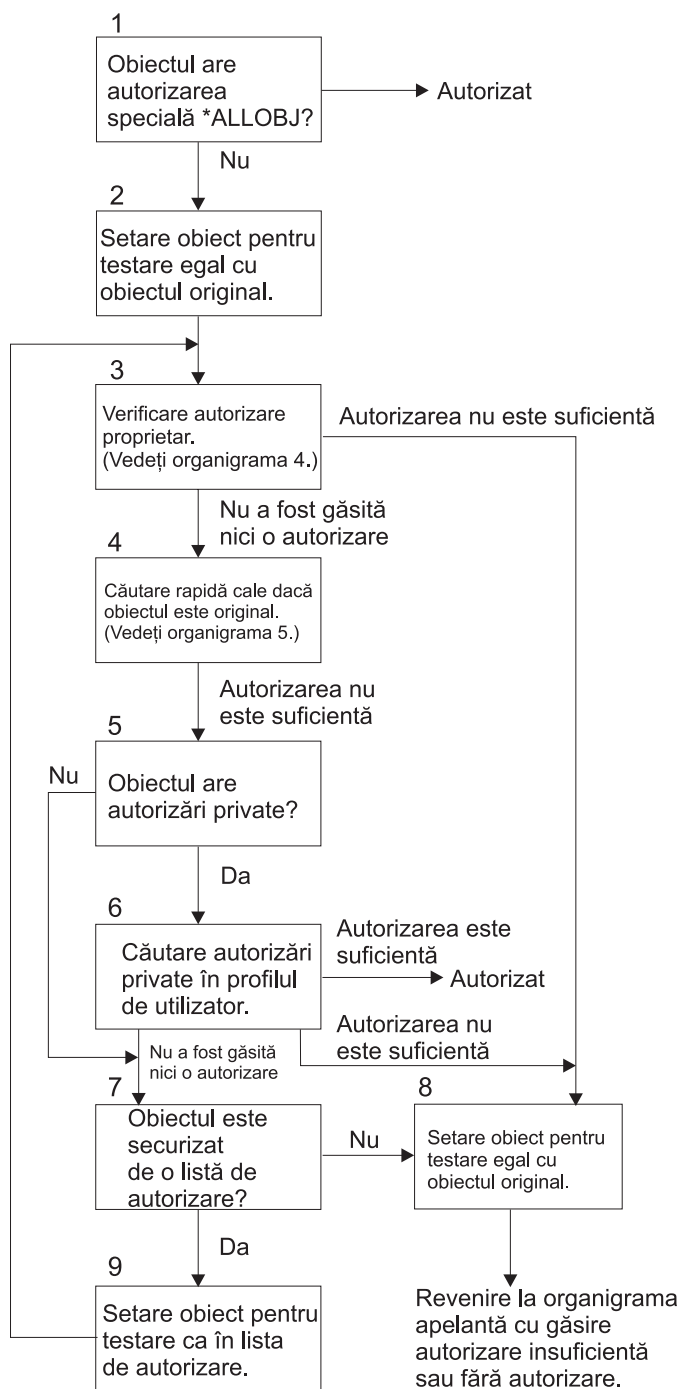 1
Obiectul are
autorizarea
specială *ALLOBJ?
Autorizat
Nu
2
Setare obiect pentru
testare egal cu
obiectul original.
3
Verificare autorizare
proprietar.
(Vedeți organigrama 4.)
Autorizarea nu este suficientă
Nu a fost găsită
nici o autorizare
4
Căutare rapidă cale dacă
obiectul este original.
(Vedeți organigrama 5.)
Autorizarea nu
este suficientă
5
Nu
Obiectul are
autorizări private?
Da
6
Căutare autorizări
private în profilul
de utilizator.
Autorizarea este
suficientă
Autorizat
Autorizarea nu
este suficientă
Nu a fost găsită
nici o autorizare
7
Obiectul este
securizat
de o listă de
autorizare?
Nu
8
Setare obiect pentru
testare egal cu
obiectul original.
Da
9
Setare obiect pentru
testare ca în lista
de autorizare.
Revenire la organigrama
apelantă cu găsire
autorizare insuficientă
sau fără autorizare.